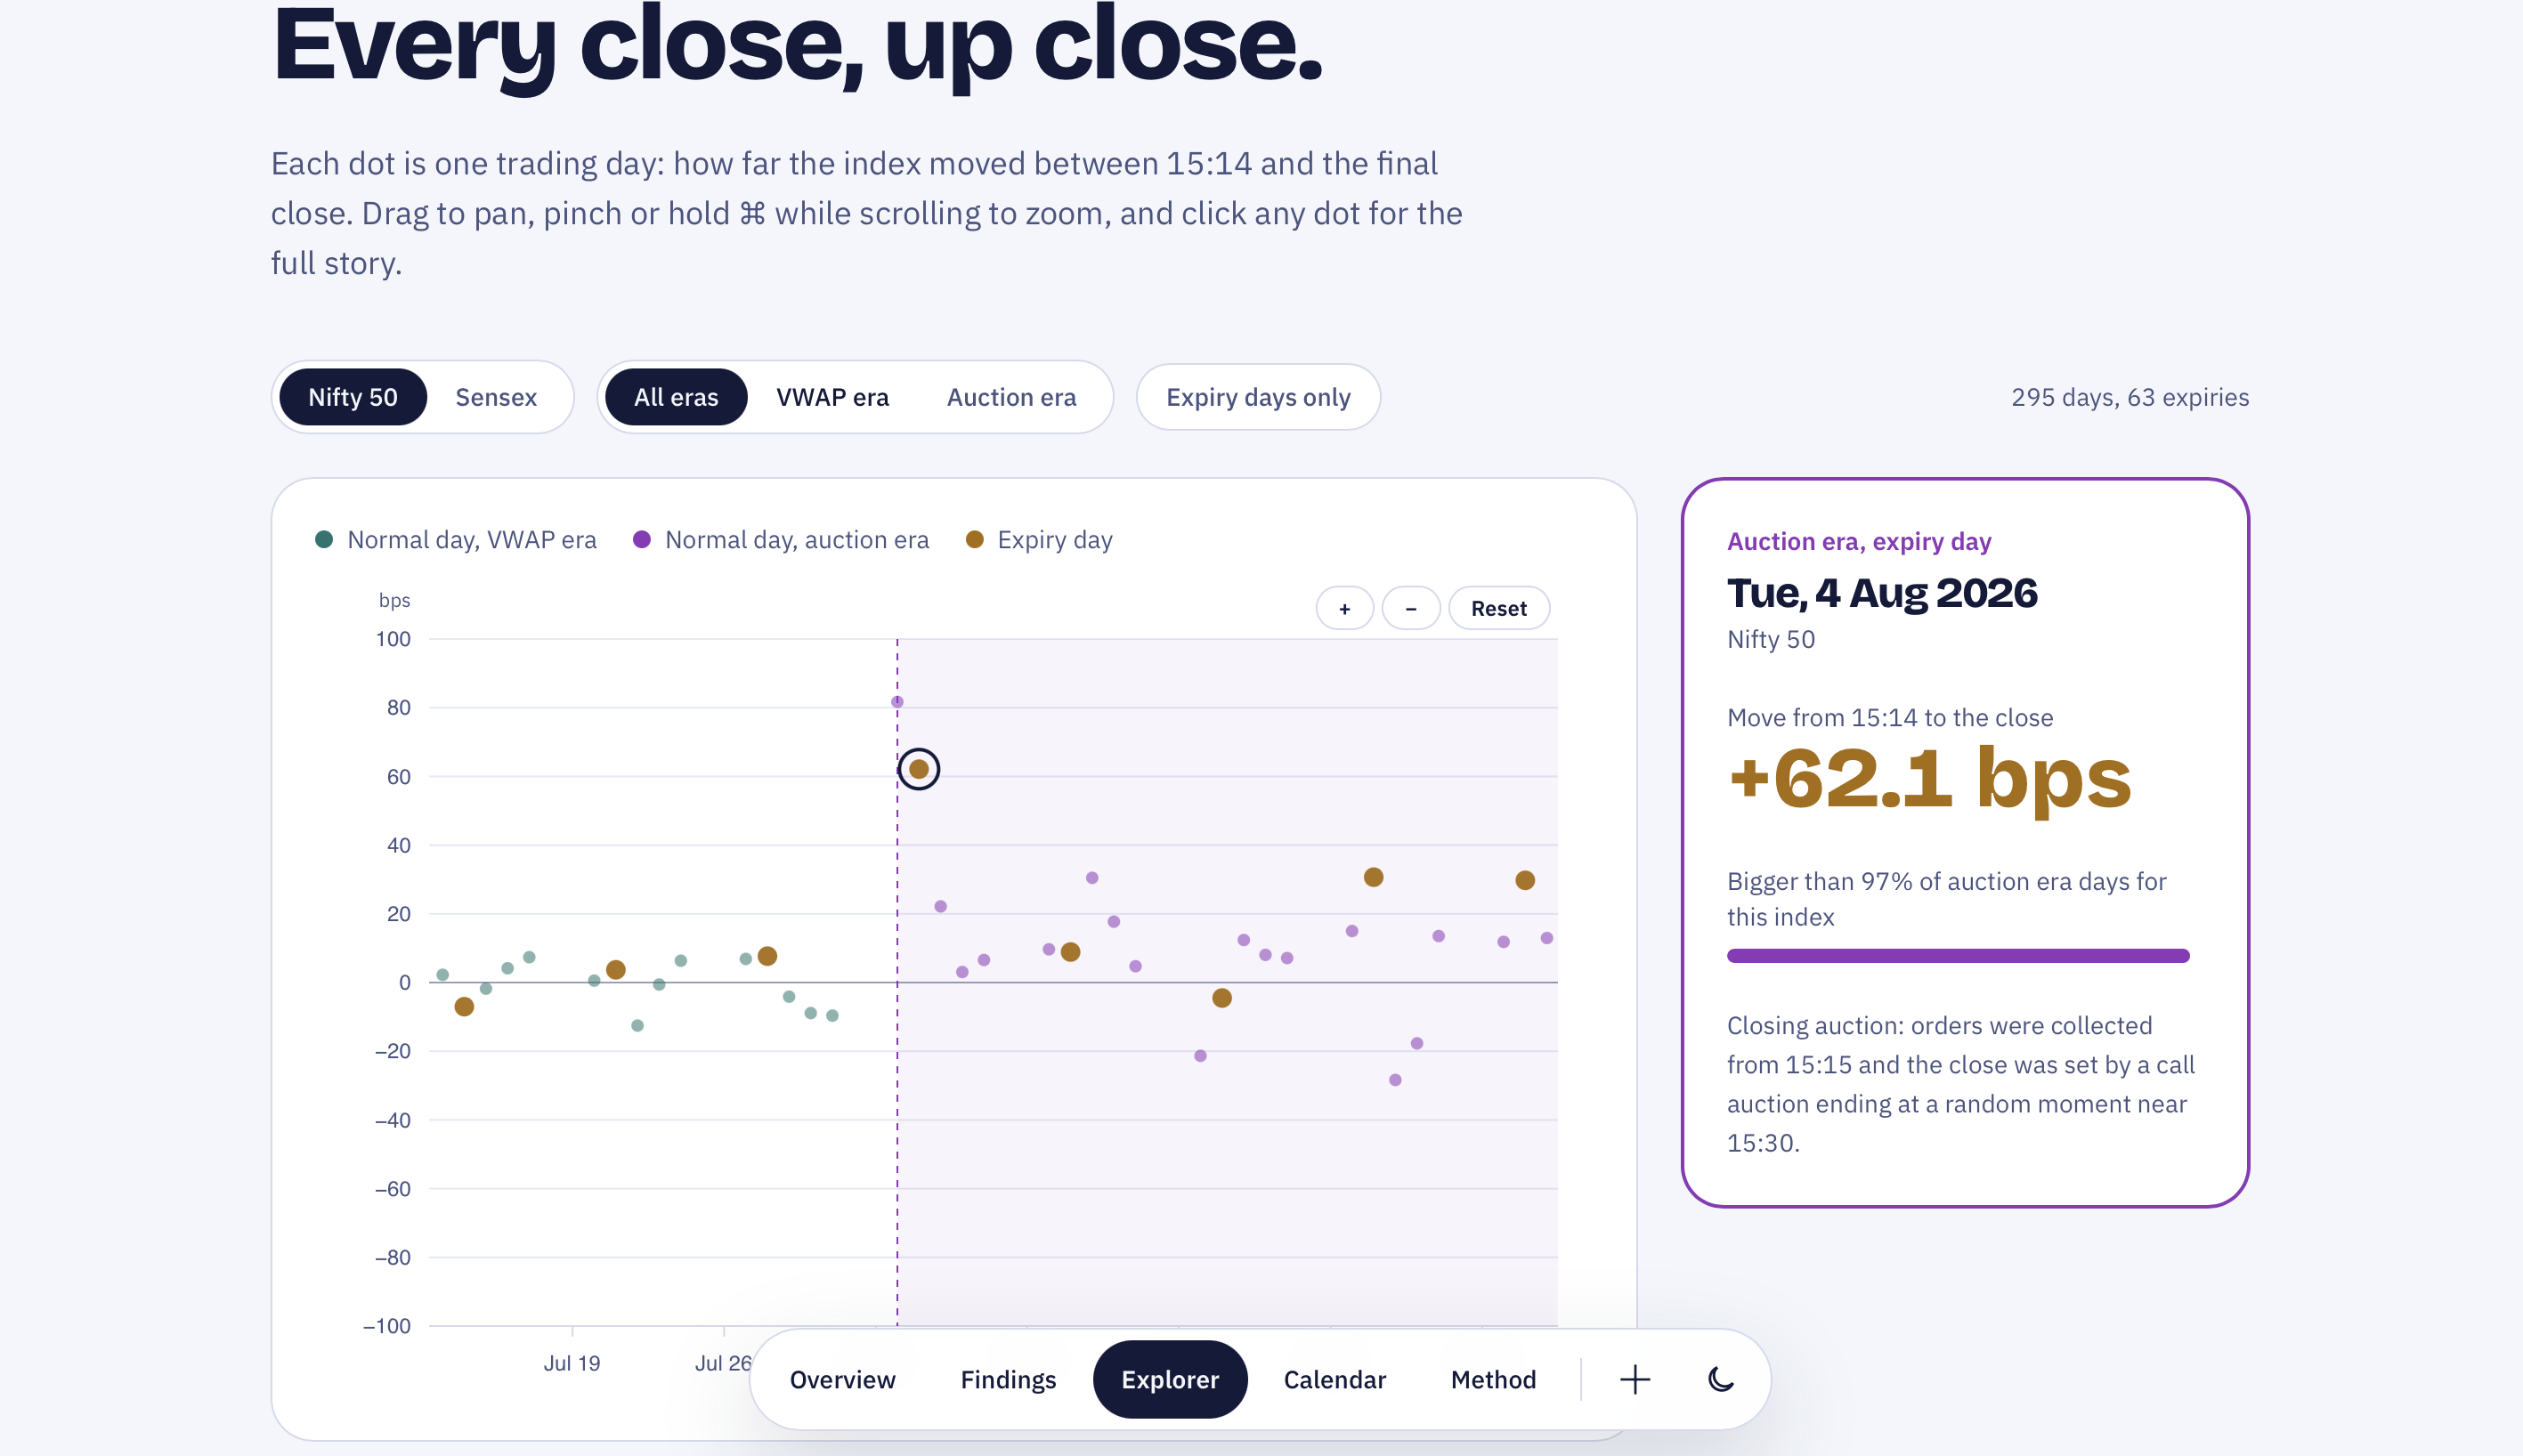 Every close, up close.
Each dot is one trading day: how far the index moved between 15:14 and the final
close. Drag to pan, pinch or hold ⌘ while scrolling to zoom, and click any dot for the
full story.
Nifty 50 Sensex All eras VWAP era Auction era Expiry days only 295 days, 63 expiries
Normal day, VWAP era Normal day, auction era Expiry day
bps
+ − Reset
100
80
60
40
20
0
−20
−40
−60
−80
−100
Jul 19 Jul 26
Auction era, expiry day
Tue, 4 Aug 2026
Nifty 50
Move from 15:14 to the close
+62.1 bps
Bigger than 97% of auction era days for
this index
Closing auction: orders were collected
from 15:15 and the close was set by a call
auction ending at a random moment near
15:30.
Overview Findings Explorer Calendar Method